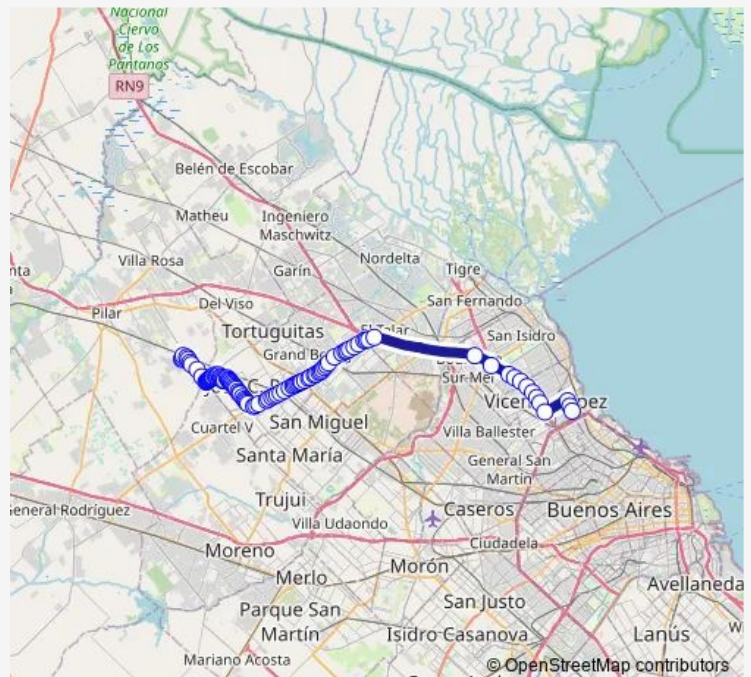 Nacional
Ciervo
de Los
Pantanos
RN9
Belén de Escobar
Matheu
Ingeniero
Maschwitz
Nordelta
Villa Rosa
Garín
Tigre
Pilar
Del Viso
San Fernando
Tortuguitas
El Talar
San Isidro
Grand Bo
Sur Mer
Vicen
pez
San Miguel
Cuartel V
Villa Ballester
Santa María
General San
Martín
Trujui
General Rodríguez
Caseros
Buenos Aires
Villa Udaondo
Ciudadela
Moreno
Morón
Merlo
Avellaneda
San Justo
Parque San
Martín
Isidro Casanova
Lanús
Mariano Acosta
© OpenStreetMap contributors